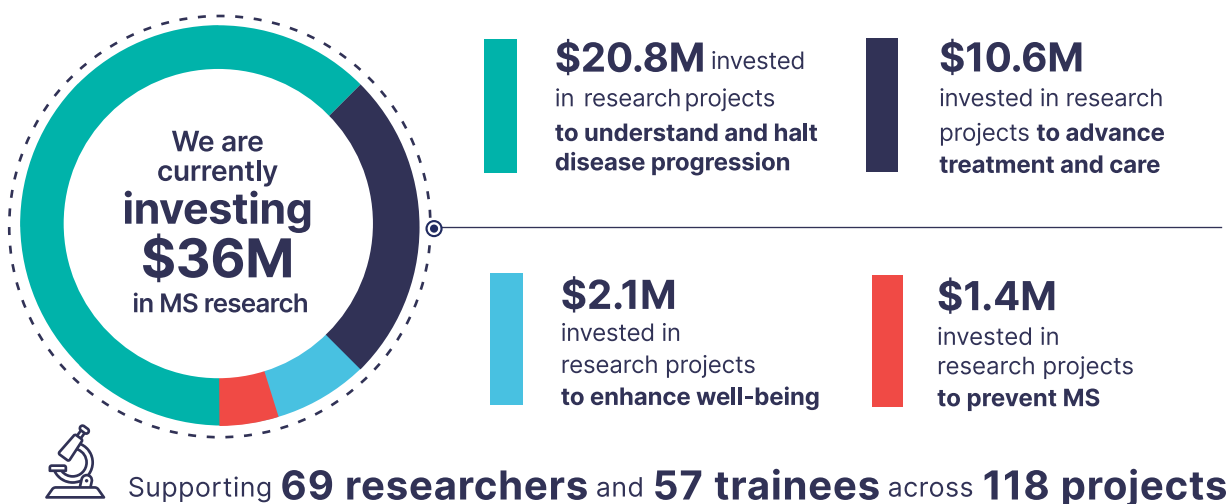 We are
currently
investing
$36M
in MS research
$20.8M invested
in research projects
to understand and halt
disease progression
$10.6M
invested in research
projects to advance
treatment and care
$2.1M
invested in
research projects
to enhance well-being
$1.4M
invested in
research projects
to prevent MS
Supporting 69 researchers and 57 trainees across 118 projects